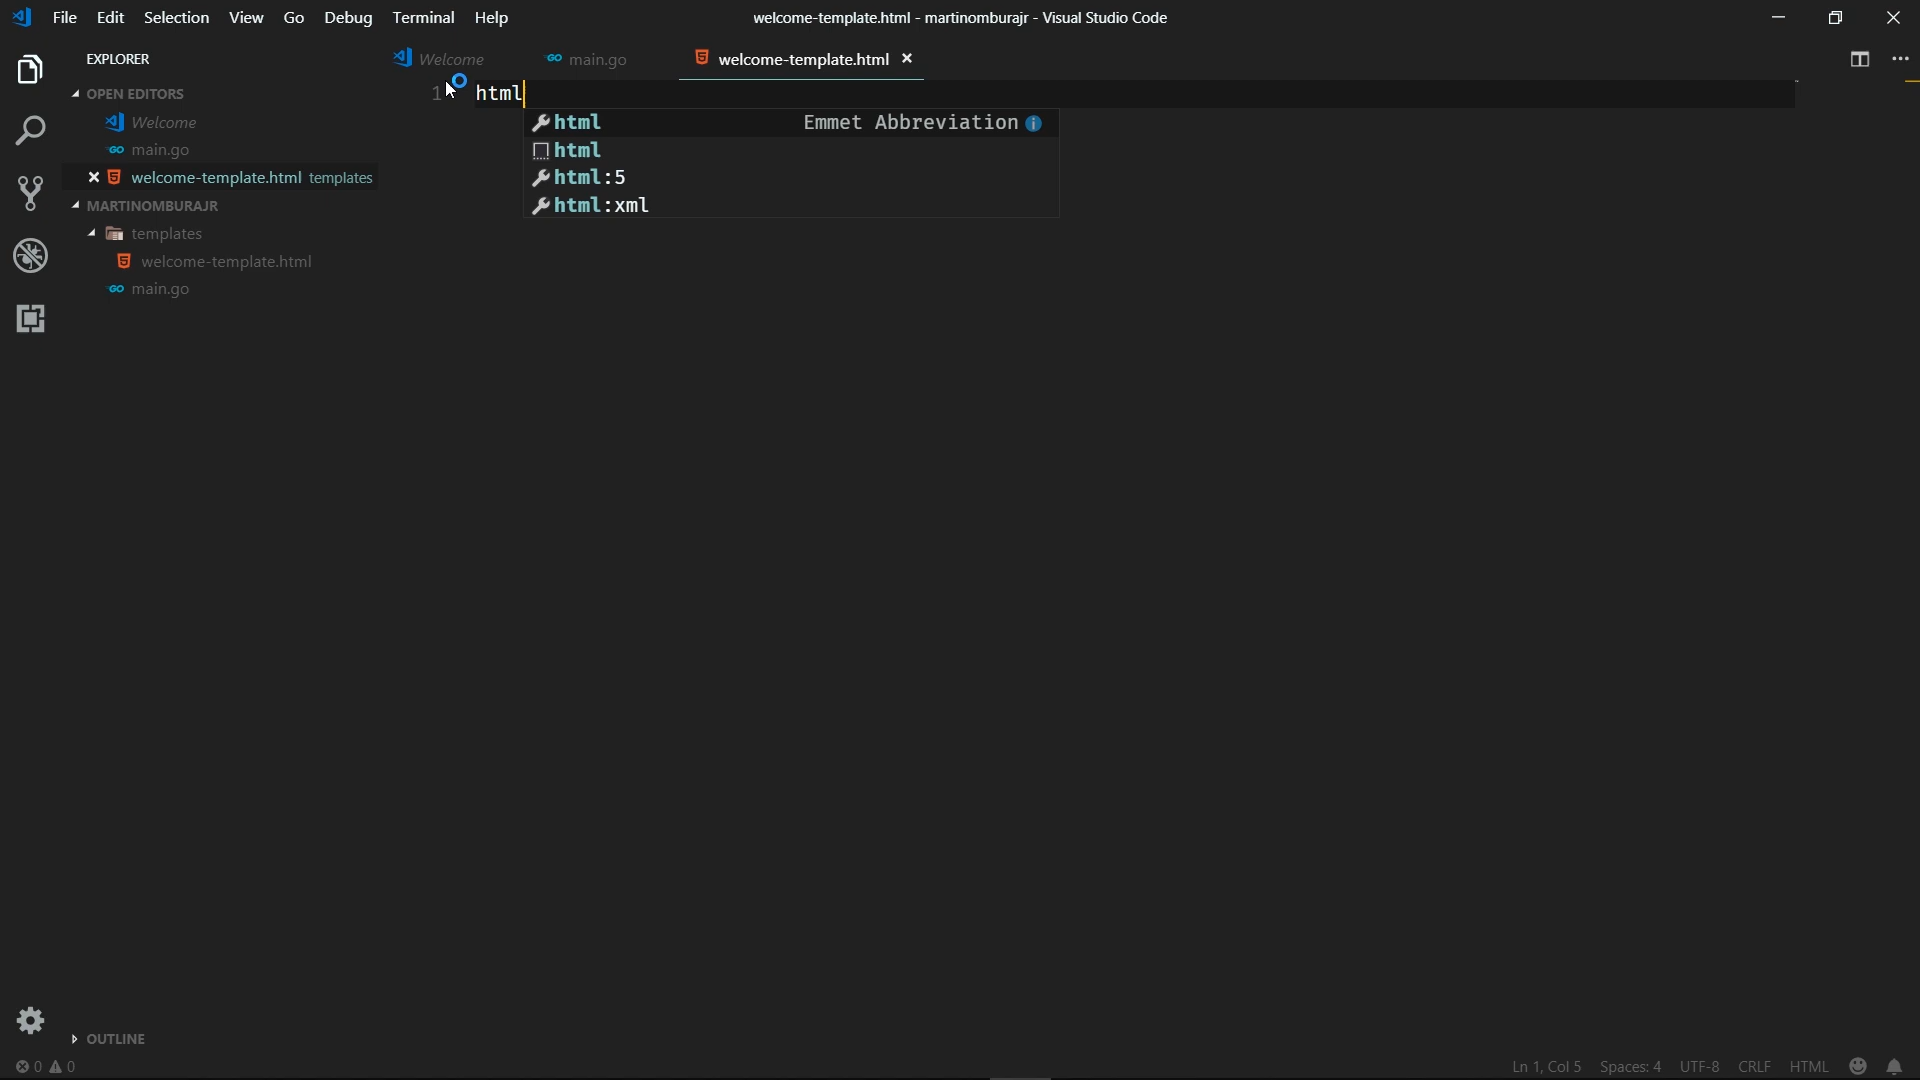 File Edit Selection View Go Debug Terminal Help
welcome-template.html - martinomburajr - Visual Studio Code
EXPLORER
Welcome
main.go
welcome-template.html
OPEN EDITORS
Welcome
main.go
welcome-template.html templates
MARTINOMBURAJR
templates
welcome-template.html
main.go
1 html
html Emmet Abbreviation
html
html:5
html:xml
OUTLINE
0 0
Ln 1, Col 5 Spaces: 4 UTF-8 CRLF HTML